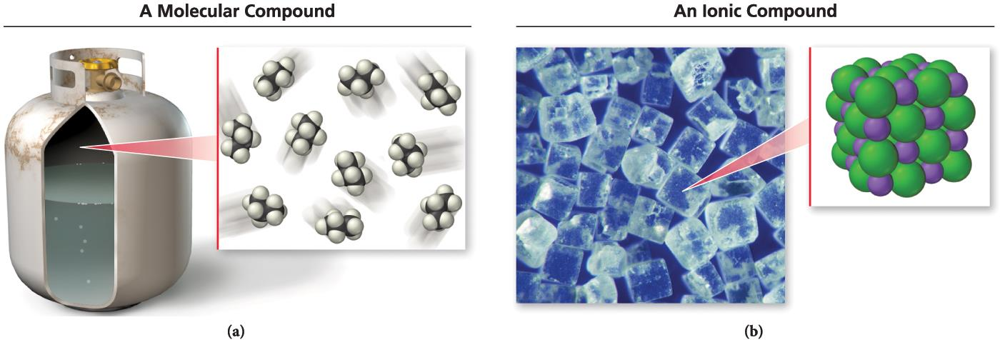 A Molecular Compound
An Ionic Compound
(a)
(b)